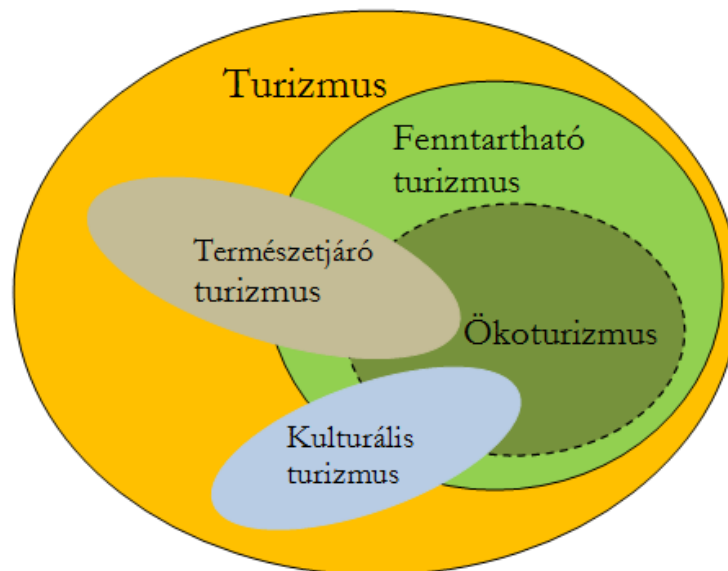 Turizmus
Fenntartható
turizmus
Természetjáró
turizmus
Ökoturizmus
Kulturális
turizmus